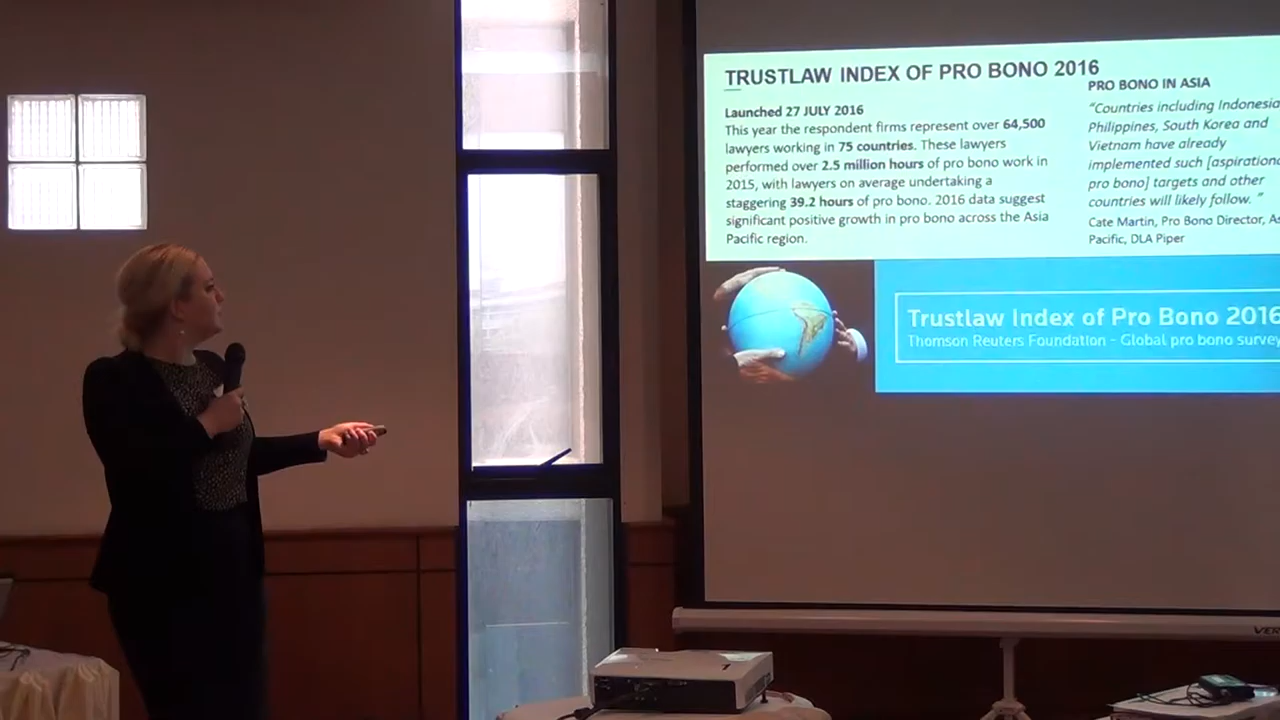 TRUSTLAW INDEX OF PRO BONO 2016
Launched 27 JULY 2016
This year the respondent firms represent over 64,500
lawyers working in 75 countries. These lawyers
performed over 2.5 million hours of pro bono work in
2015, with lawyers on average undertaking a
staggering 39.2 hours of pro bono. 2016 data suggest
significant positive growth in pro bono across the Asia
Pacific region.
PRO BONO IN ASIA
“Countries including Indonesia
Philippines, South Korea and
Vietnam have already
implemented such [aspirationa
pro bono] targets and other
countries will likely follow. ”
Cate Martin, Pro Bono Director, As
Pacific, DLA Piper
Trustlaw Index of Pro Bono 2016
Thomson Reuters Foundation - Global pro bono survey